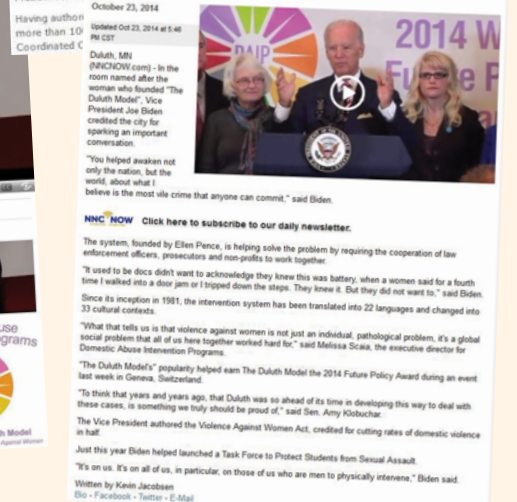 Having author
more than 10
Coordinated C
October 23, 2014
Updated Oct 23, 2014 at 5:46
PM CST
Duluth, MN
(NNCNOW.com) - In the
room named after the
woman who founded "The
Duluth Model", Vice
President Joe Biden
credited the city for
sparking an important
conversation.
"You helped awaken not
only the nation, but the
world, about what I
believe is the most vile crime that anyone can commit," said Biden.
DAIP
2014 W
Future P
NNC NOW Click here to subscribe to our daily newsletter.
The system, founded by Ellen Pence, is helping solve the problem by requiring the cooperation of law
enforcement officers, prosecutors and non-profits to work together.
"It used to be docs didn't want to acknowledge they knew this was battery, when a women said for a fourth
time I walked into a door jam or I tripped down the steps. They knew it. But they did not want to," said Biden.
Since its inception in 1981, the intervention system has been translated into 22 languages and changed into
33 cultural contexts.
"What that tells us is that violence against women is not just an individual, pathological problem, it's a global
social problem that all of us here together worked hard for," said Melissa Scaia, the executive director for
Domestic Abuse Intervention Programs.
"The Duluth Model's" popularity helped earn The Duluth Model the 2014 Future Policy Award during an event
last week in Geneva, Switzerland.
"To think that years and years ago, that Duluth was so ahead of its time in developing this way to deal with
these cases, is something we truly should be proud of," said Sen. Amy Klobuchar.
The Vice President authored the Violence Against Women Act, credited for cutting rates of domestic violence
in half.
Just this year Biden helped launched a Task Force to Protect Students from Sexual Assault.
"It's on us. It's on all of us, in particular, on those of us who are men to physically intervene," Biden said.
Written by Kevin Jacobsen
Bio - Facebook - Twitter - E-Mail
use
grams
h Model
Against Women